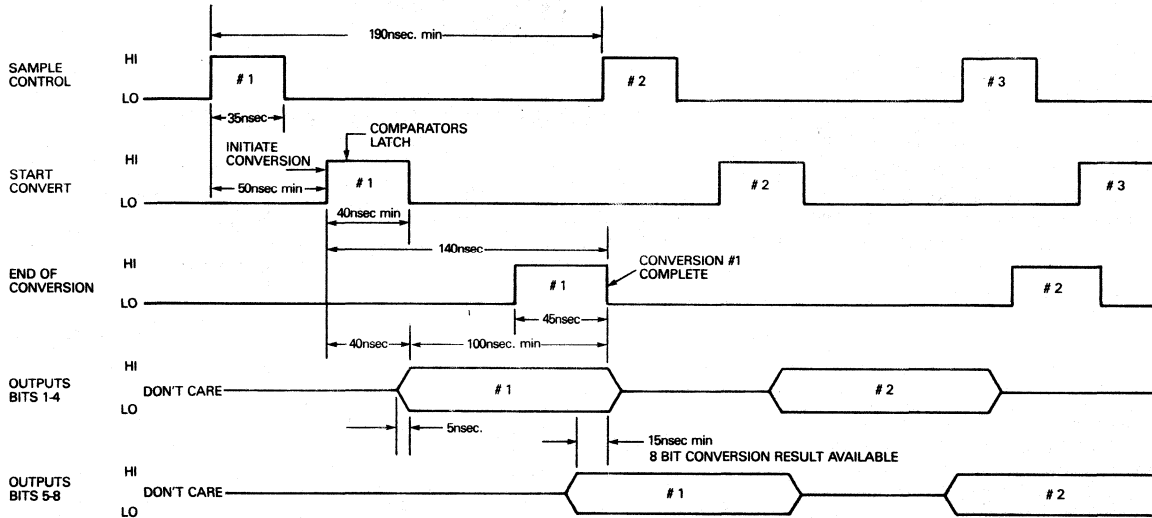 190nsec. min
SAMPLE
CONTROL
HI
LO
# 1
# 2
# 3
35nsec
INITIATE
CONVERSION
COMPARATORS
LATCH
START
CONVERT
HI
LO
50nsec min
# 1
# 2
# 3
40nsec min
140nsec
END OF
CONVERSION
HI
LO
# 1
CONVERSION #1
COMPLETE
# 2
45nsec
40nsec
100nsec. min
OUTPUTS
BITS 1-4
HI
DON'T CARE
LO
# 1
# 2
5nsec.
15nsec min
8 BIT CONVERSION RESULT AVAILABLE
OUTPUTS
BITS 5-8
HI
DON'T CARE
LO
# 1
# 2